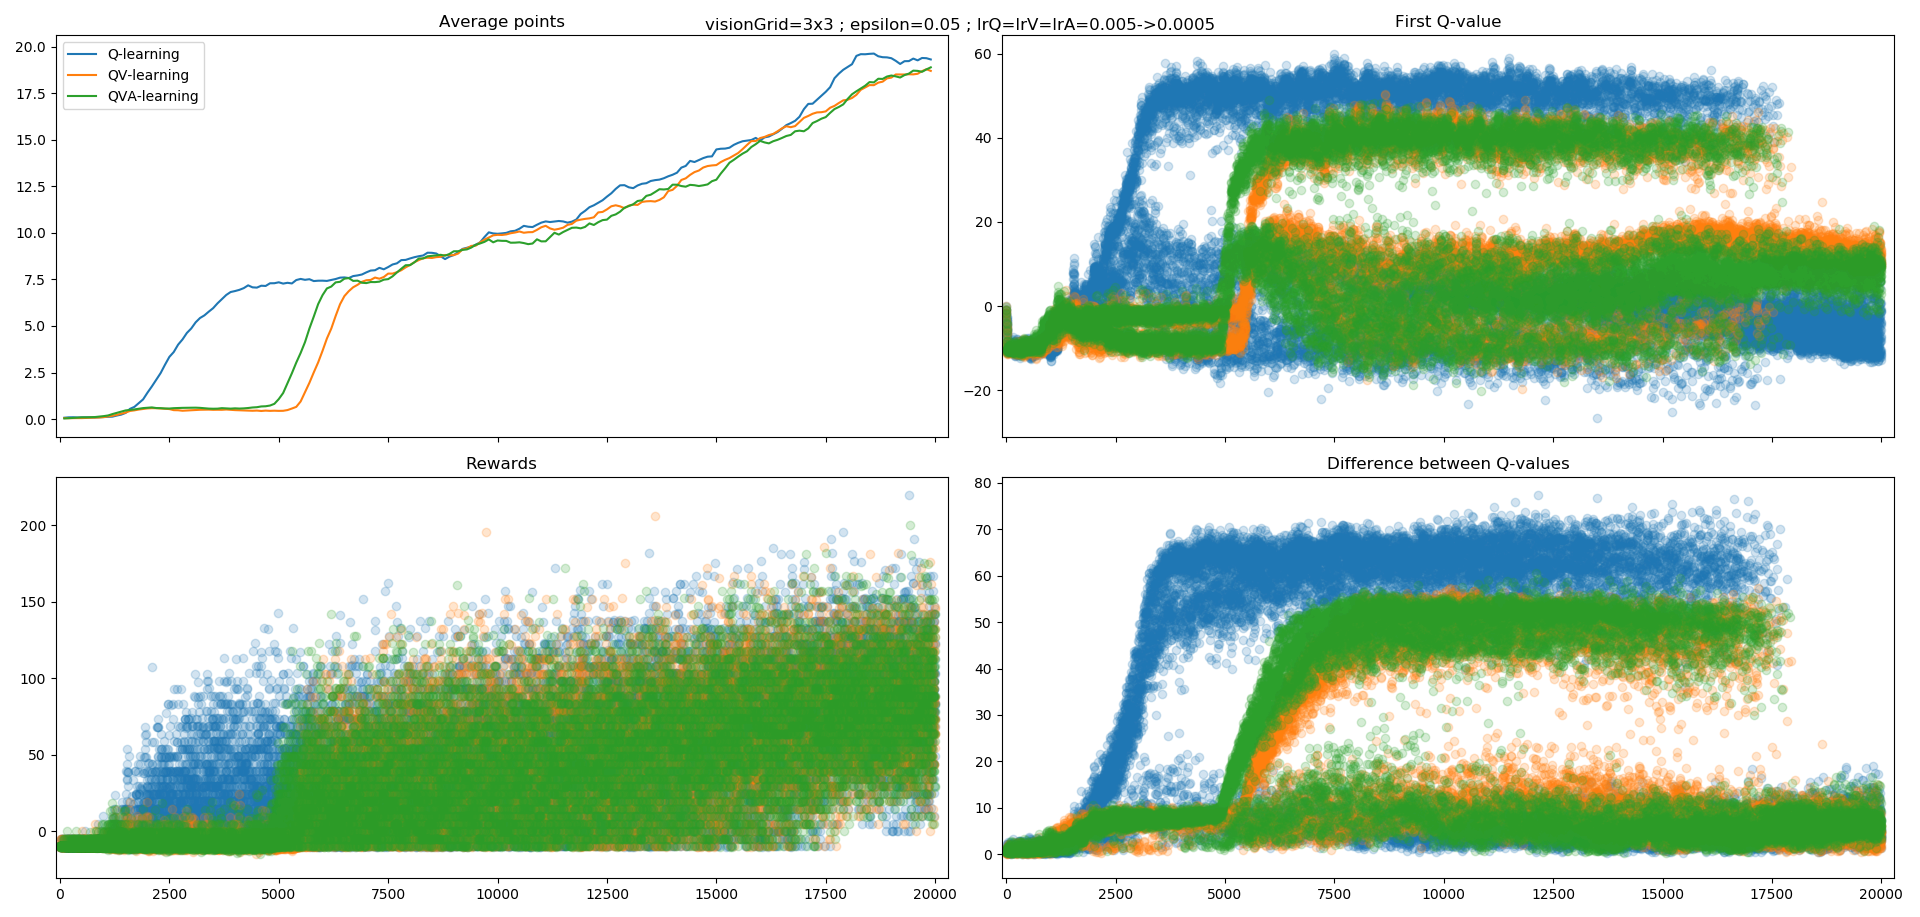 visionGrid=3x3 ; epsilon=0.05 ; lrQ=lrV=lrA=0.005->0.0005
Average points
Q-learning
QV-learning
QVA-learning
20.0
17.5
15.0
12.5
10.0
7.5
5.0
2.5
0.0
First Q-value
60
40
20
0
−20
Rewards
200
150
100
50
0
0 2500 5000 7500 10000 12500 15000 17500 20000
Difference between Q-values
80
70
60
50
40
30
20
10
0
0 2500 5000 7500 10000 12500 15000 17500 20000